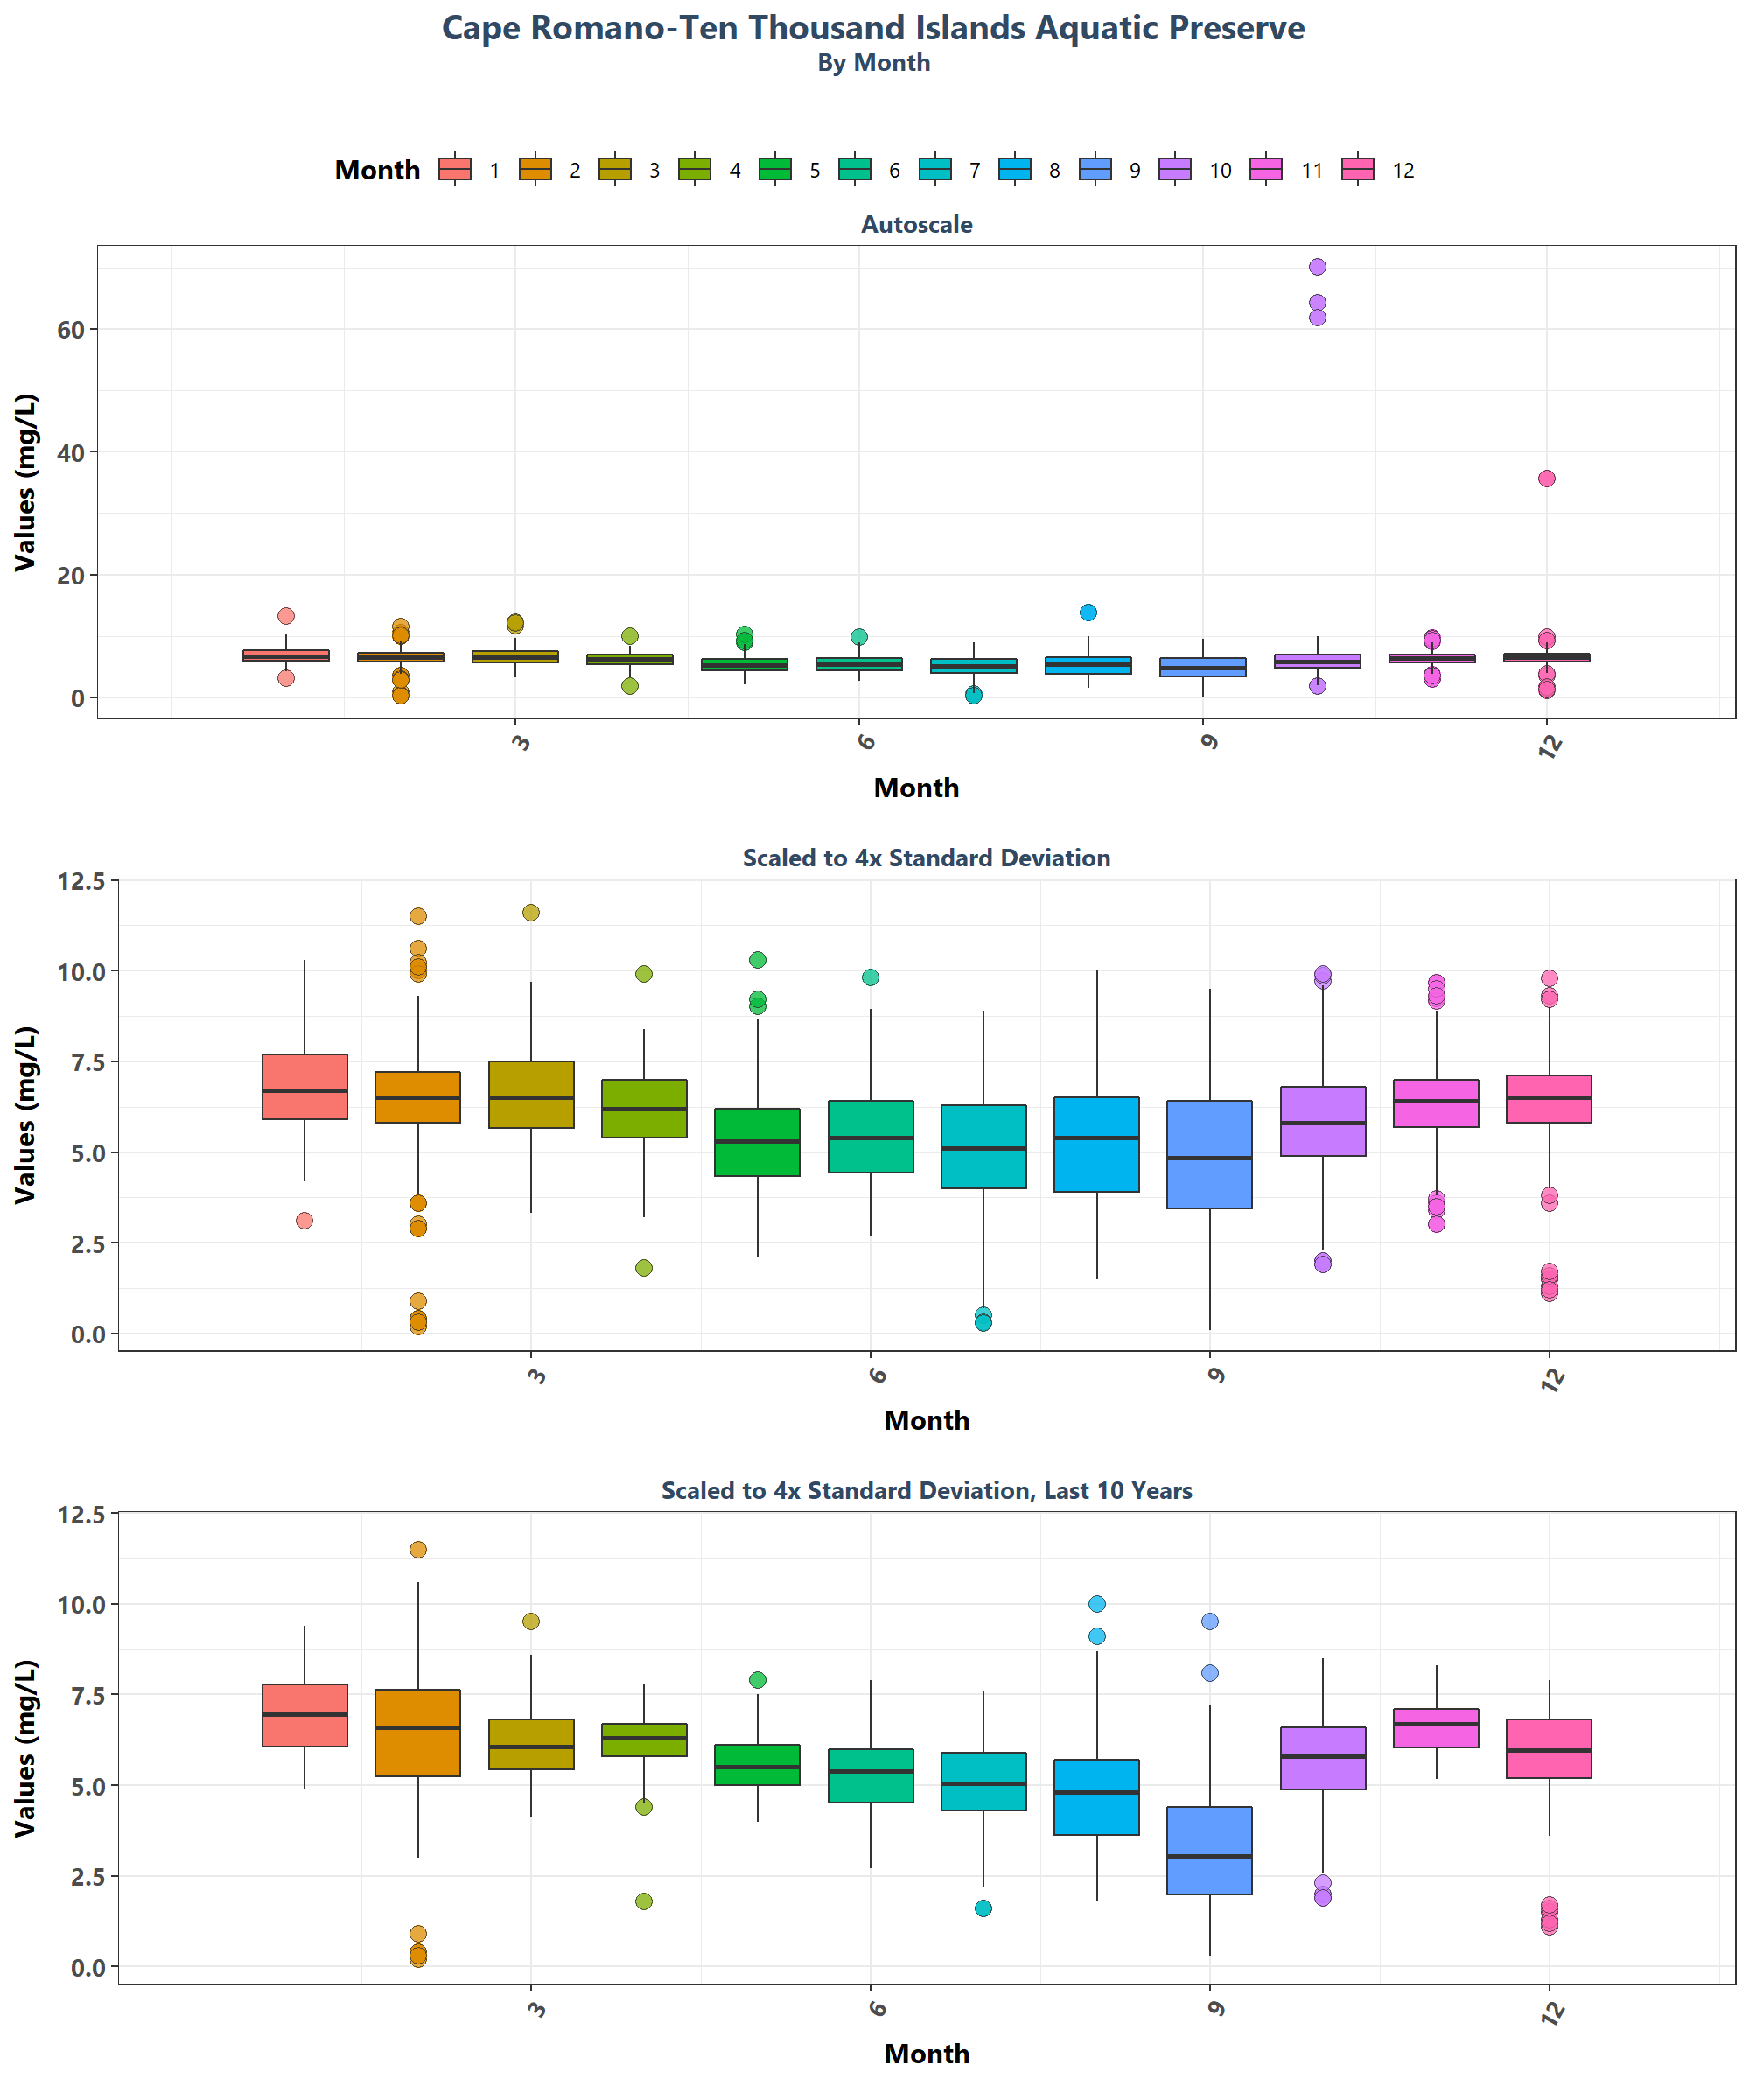 Cape Romano-Ten Thousand Islands Aquatic Preserve
By Month
Month 1 2 3 4 5 6 7 8 9 10 11 12
Autoscale
Values (mg/L)
60
40
20
0
3 6 9 12
Month
Scaled to 4x Standard Deviation
Values (mg/L)
12.5
10.0
7.5
5.0
2.5
0.0
3 6 9 12
Month
Scaled to 4x Standard Deviation, Last 10 Years
Values (mg/L)
12.5
10.0
7.5
5.0
2.5
0.0
3 6 9 12
Month